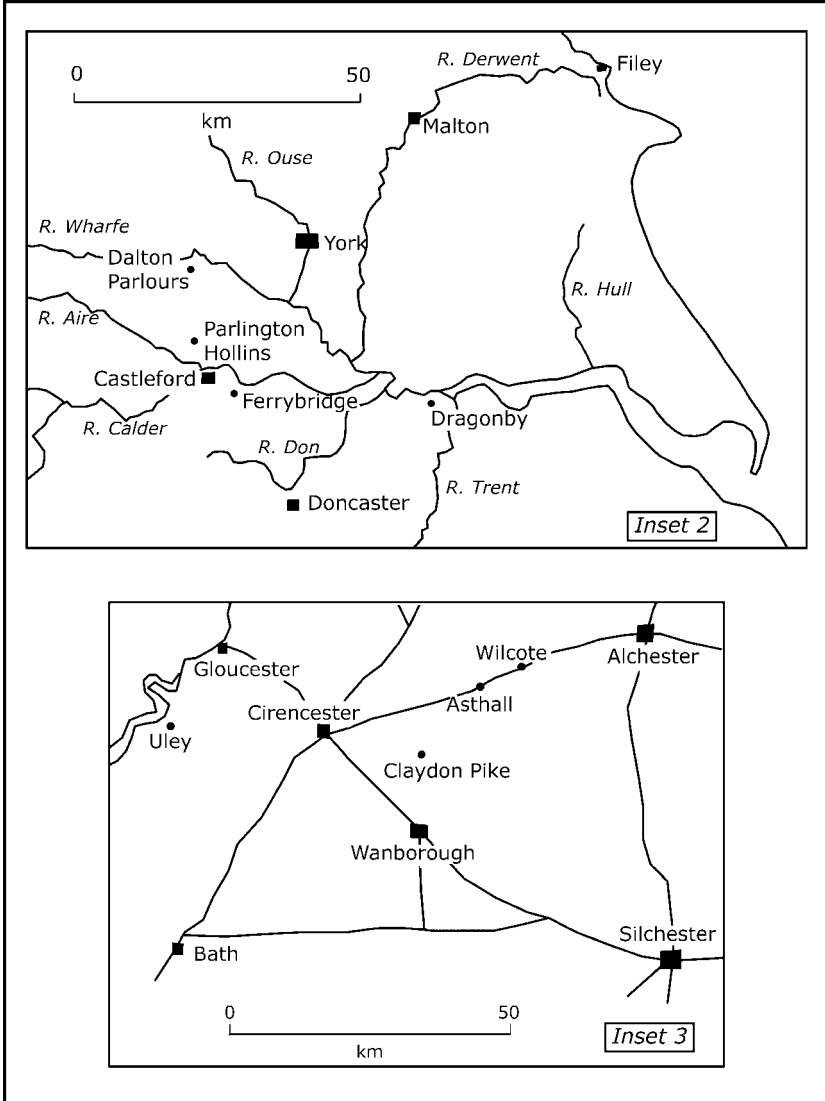 R. Derwent
Filey
0
50
km
Malton
R. Ouse
R. Wharfe
York
Dalton
Parlours
R. Hull
R. Aire
Parlington
Hollins
Castleford
Ferrybridge
Dragonby
R. Calder
R. Don
R. Trent
Doncaster
Inset 2
Wilcote
Alchester
Gloucester
Asthall
Cirencester
Uley
Claydon Pike
Wanborough
Silchester
Bath
0
50
km
Inset 3